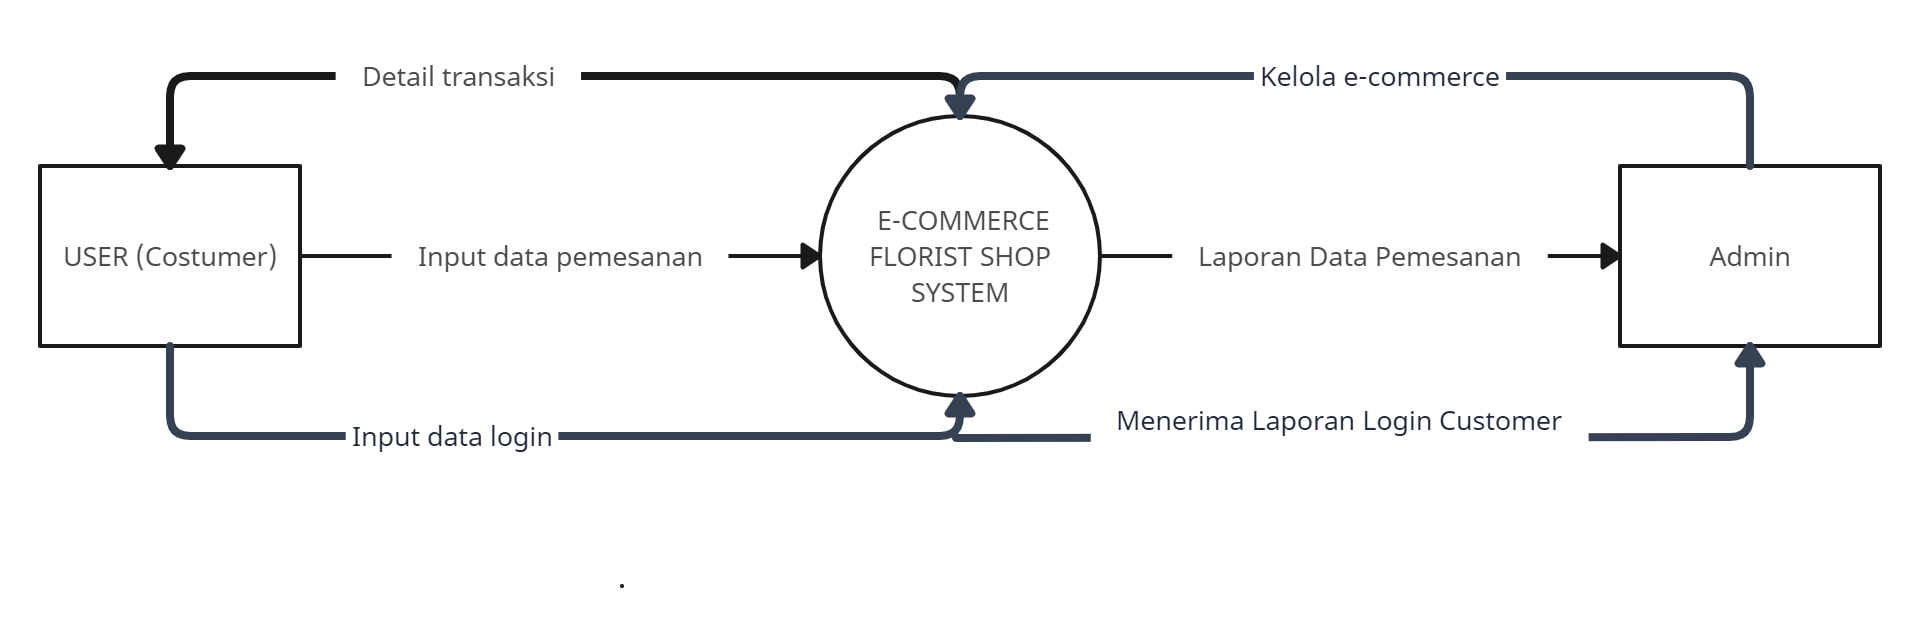 Detail transaksi
Kelola e-commerce
USER (Costumer)
Input data pemesanan
E-COMMERCE
FLORIST SHOP
SYSTEM
Laporan Data Pemesanan
Admin
Input data login
Menerima Laporan Login Customer
.